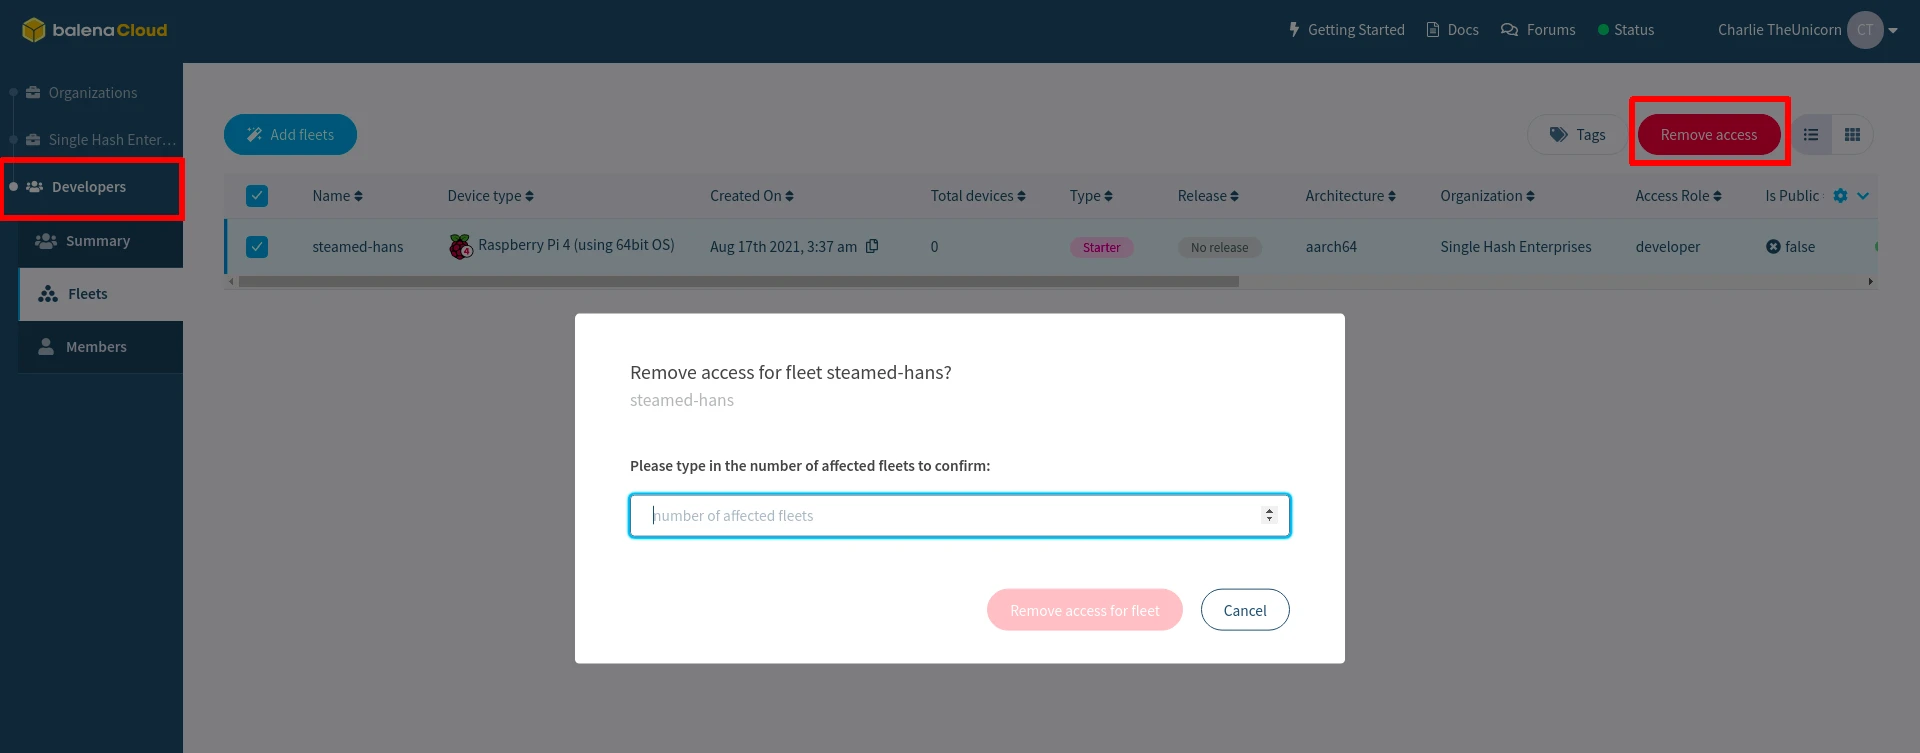 balenaCloud
Getting Started
Docs
Forums
Status
Charlie TheUnicorn
CT
Organizations
Single Hash Enter...
Developers
Summary
Fleets
Members
Add fleets
Tags
Remove access
Name
Device type
Created On
Total devices
Type
Release
Architecture
Organization
Access Role
Is Public
steamed-hans
4
Raspberry Pi 4 (using 64bit OS)
Aug 17th 2021, 3:37 am
0
Starter
No release
aarch64
Single Hash Enterprises
developer
false
Remove access for fleet steamed-hans?
steamed-hans
Please type in the number of affected fleets to confirm:
number of affected fleets
Remove access for fleet
Cancel